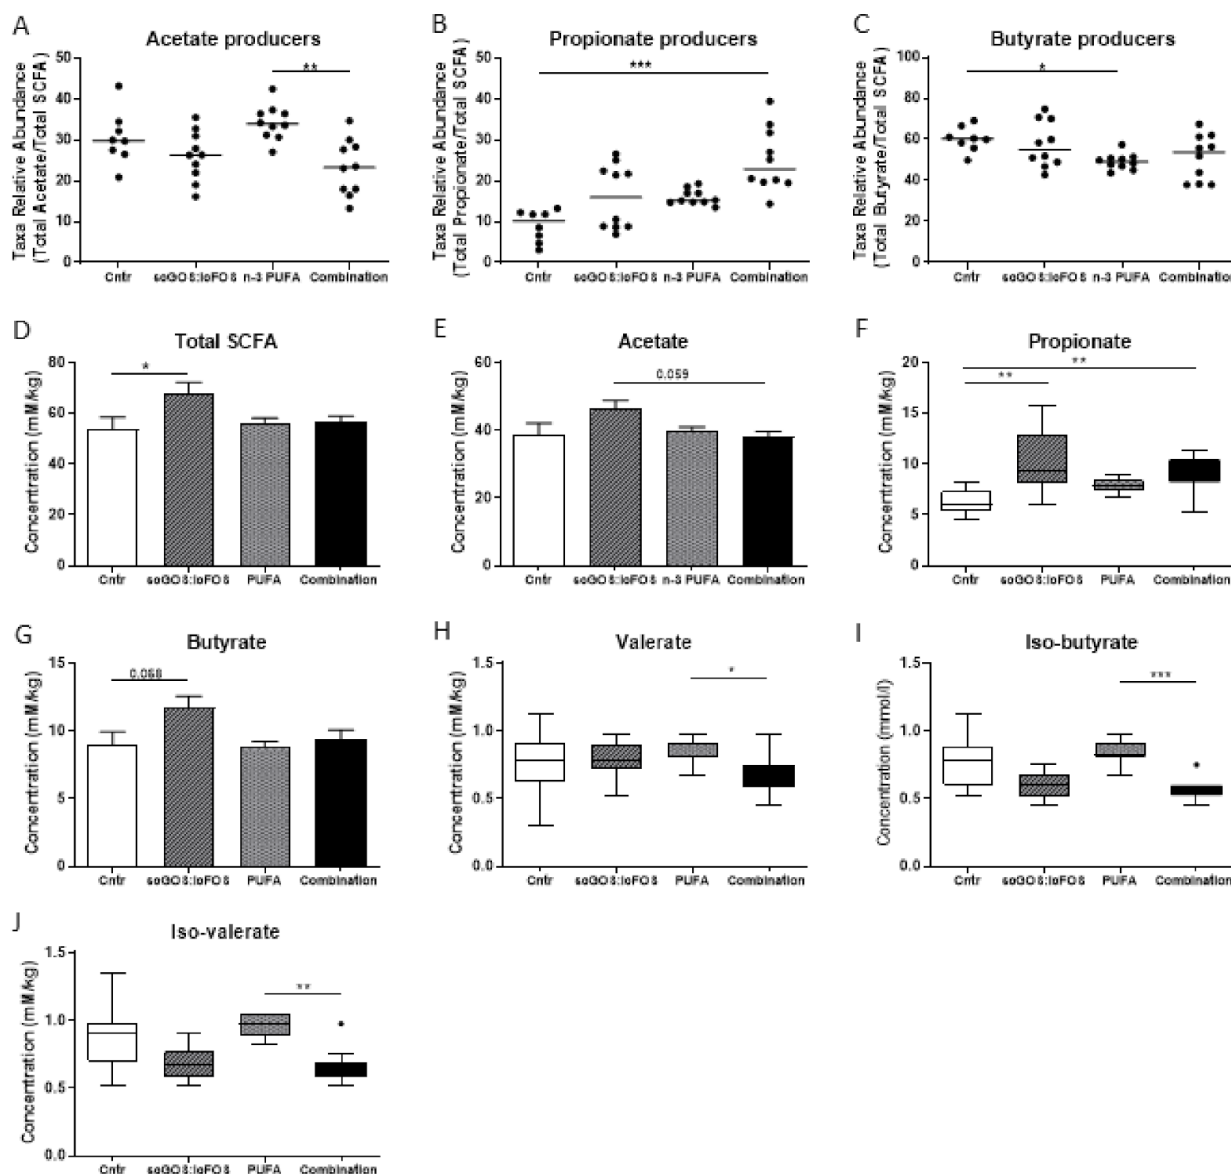 A
Acetate producers
Taxa Relative Abundance
(Total Acetate/Total SCFA)
50
40
30
20
10
0
**
Cntr scGOS:lcFOS n-3 PUFA Combination
B
Propionate producers
Taxa Relative Abundance
(Total Propionate/Total SCFA)
50
40
30
20
10
0
***
Cntr scGOS:lcFOS n-3 PUFA Combination
C
Butyrate producers
Taxa Relative Abundance
(Total Butyrate/Total SCFA)
100
80
60
40
20
0
*
Cntr scGOS:lcFOS n-3 PUFA Combination
D
Total SCFA
Concentration (mM/kg)
80
60
40
20
0
*
Cntr scGOS:lcFOS PUFA Combination
E
Acetate
Concentration (mM/kg)
60
40
20
0
0.059
Cntr scGOS:lcFOS n-3 PUFA Combination
F
Propionate
Concentration (mM/kg)
20
15
10
5
0
**
**
Cntr scGOS:lcFOS PUFA Combination
G
Butyrate
Concentration (mM/kg)
15
10
5
0
Cntr scGOS:lcFOS PUFA Combination
H
Valerate
Concentration (mM/kg)
1.5
1.0
0.5
0.0
*
Cntr scGOS:lcFOS PUFA Combination
I
Iso-butyrate
Concentration (mmol/l)
1.5
1.0
0.5
0.0
***
Cntr scGOS:lcFOS PUFA Combination
J
Iso-valerate
Concentration (mM/kg)
1.5
1.0
0.5
0.0
**
Cntr scGOS:lcFOS PUFA Combination